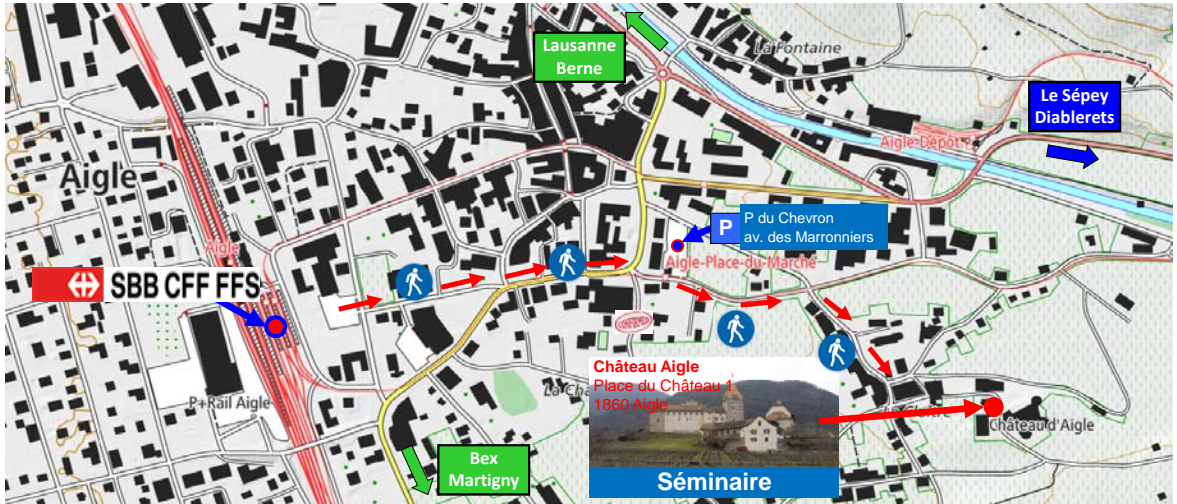 Lausanne
Berne
La Fontaine
Le Sépey
Diablerets
Aigle-Dépôt
Aigle
P
P du Chevron
av. des Marronniers
Aigle
Aigle-Place-du-Marché
SBB CFF FFS
Château Aigle
Place du Château 1
1860 Aigle
P+Rail Aigle
Château d'Aigle
Bex
Martigny
Séminaire